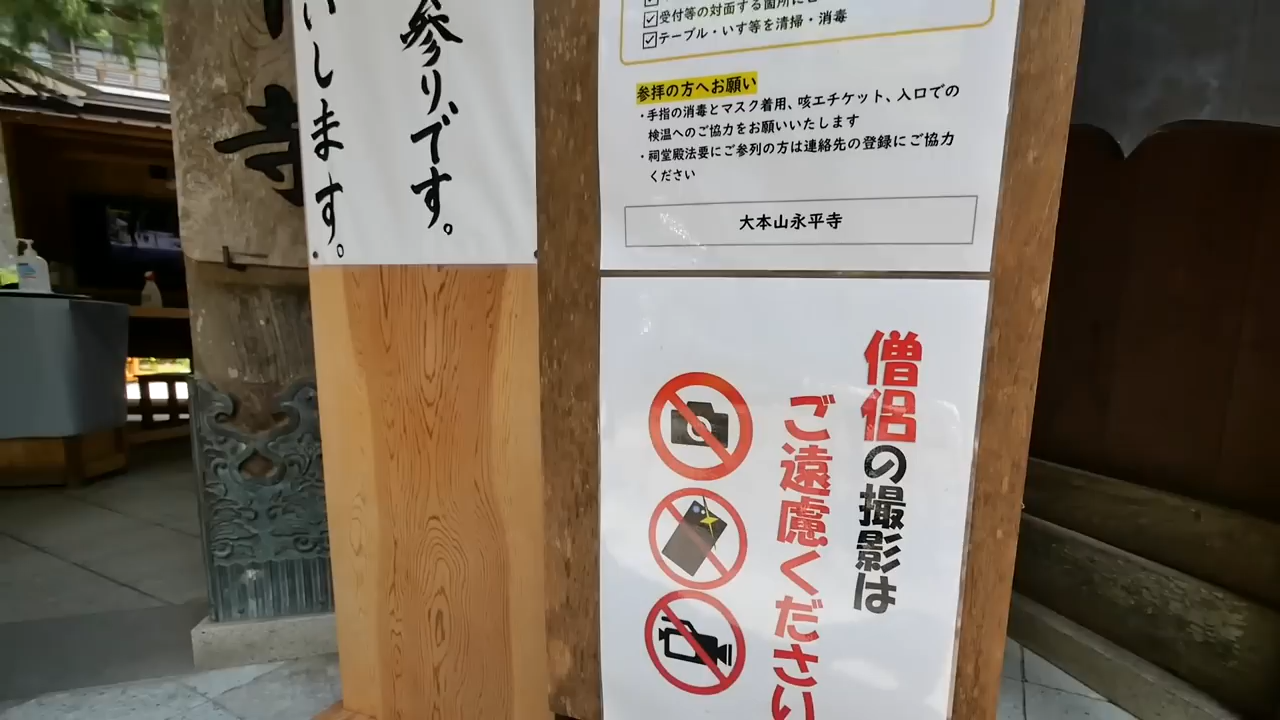 受付等の対面する箇所に
テーブル・いす等を清掃・消毒
参拝の方へお願い
・手指の消毒とマスク着用、咳エチケット、入口での
検温へのご協力をお願いいたします
・祠堂殿法要にご参列の方は連絡先の登録にご協力
ください
大本山永平寺
僧侶の撮影は
ご遠慮ください
参り、です。
いします。
寺